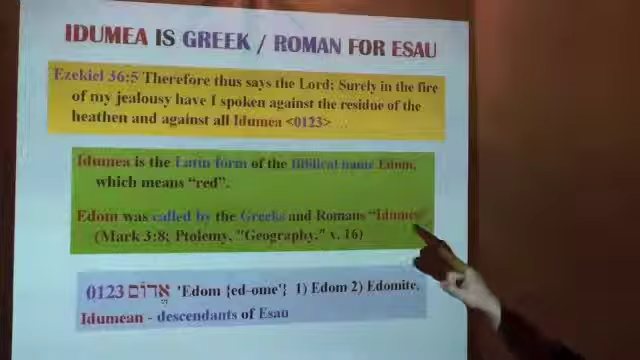 IDUMEA IS GREEK / ROMAN FOR ESAU
Ezekiel 36:5 Therefore thus says the Lord; Surely in the fire
of my jealousy have I spoken against the residue of the
heathen and against all Idumea <0123> ...
Idumea is the Latin form of the Biblical name Edom,
which means “red”.
Edom was called by the Greeks and Romans “Idumea”
(Mark 3:8; Ptolemy, "Geography," v. 16)
0123 אֱדוֹם 'Edom {ed-ome'} 1) Edom 2) Edomite,
Idumean - descendants of Esau